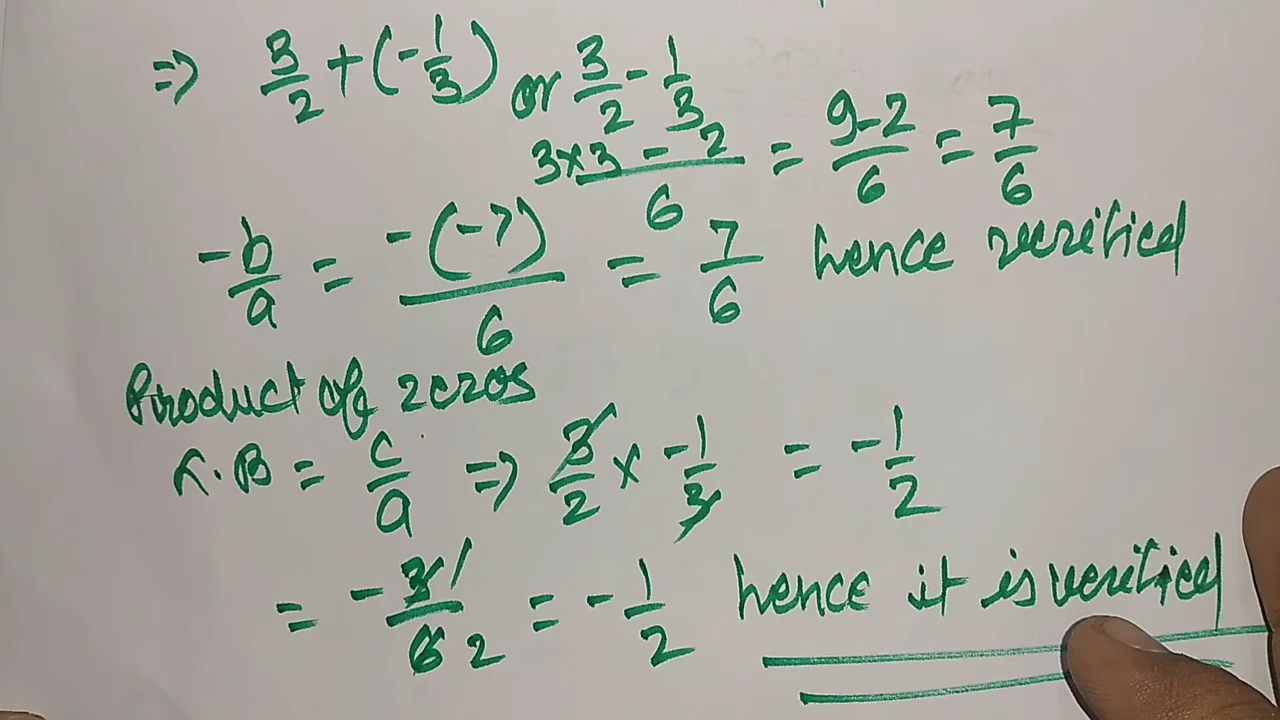 ⇒ 3/2 + (-1/3) or 3/2 - 1/3
(3×3 - 2)/6 = (9-2)/6 = 7/6
-b/a = -(-7)/6 = 7/6 hence verified
Product of zeros
α.β = c/a ⇒ 3/2 × -1/3 = -1/2
= -3/6 1 2 = -1/2 hence it is verified